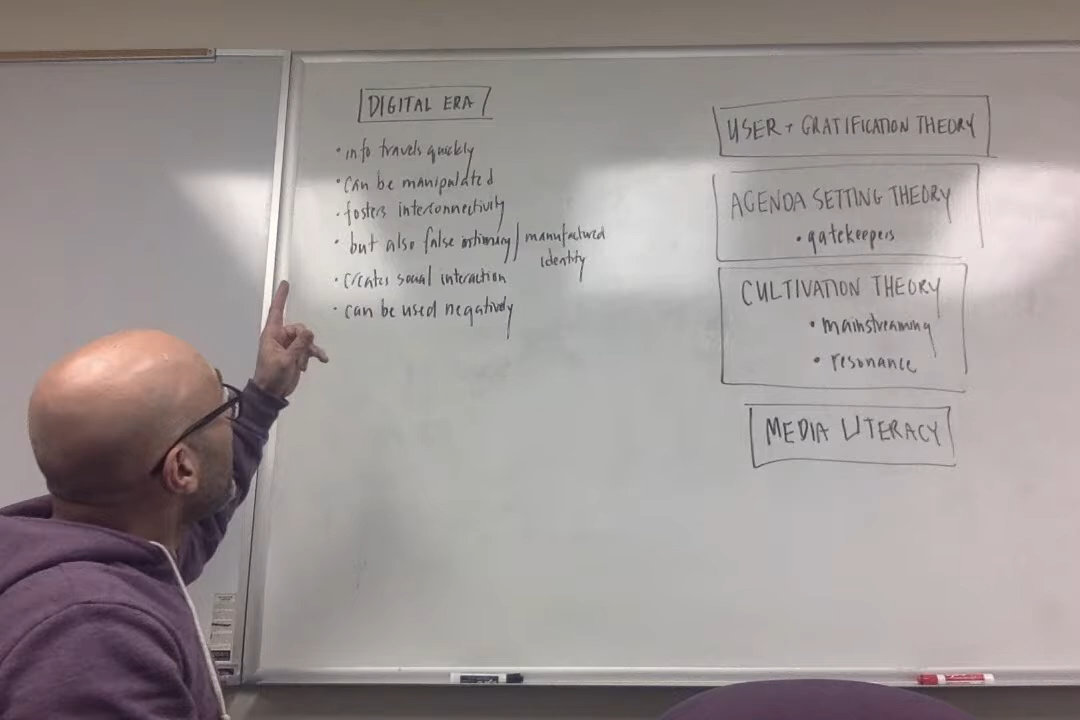 DIGITAL ERA
• info travels quickly
• can be manipulated
• fosters interconnectivity
• but also false intimacy / manufactured
identity
• creates social interaction
• can be used negatively
USER + GRATIFICATION THEORY
AGENDA SETTING THEORY
• gatekeepers
CULTIVATION THEORY
• mainstreaming
• resonance
MEDIA LITERACY